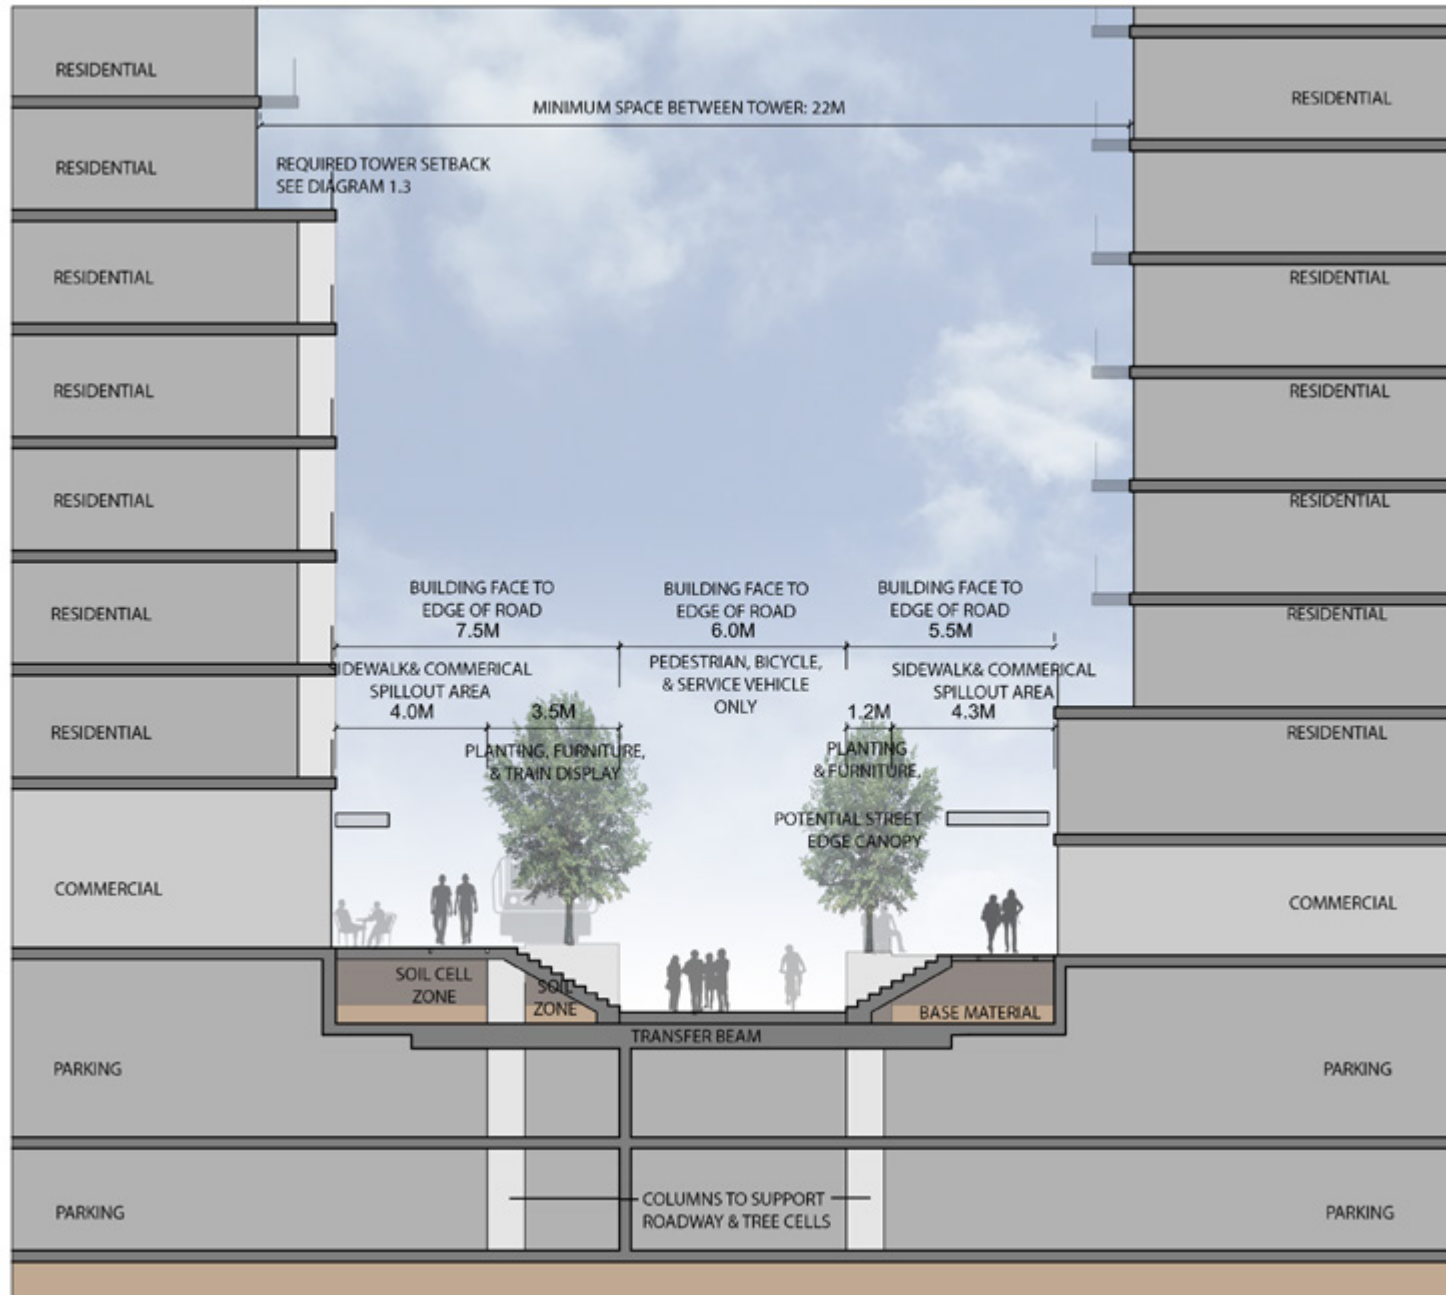 RESIDENTIAL
RESIDENTIAL
MINIMUM SPACE BETWEEN TOWER: 22M
REQUIRED TOWER SETBACK
SEE DIAGRAM 1.3
RESIDENTIAL
RESIDENTIAL
RESIDENTIAL
RESIDENTIAL
RESIDENTIAL
RESIDENTIAL
RESIDENTIAL
RESIDENTIAL
BUILDING FACE TO
EDGE OF ROAD
7.5M
BUILDING FACE TO
EDGE OF ROAD
6.0M
BUILDING FACE TO
EDGE OF ROAD
5.5M
RESIDENTIAL
RESIDENTIAL
SIDEWALK& COMMERICAL
SPILLOUT AREA
4.0M
3.5M
PEDESTRIAN, BICYCLE,
& SERVICE VEHICLE
ONLY
SIDEWALK& COMMERICAL
SPILLOUT AREA
1.2M
4.3M
RESIDENTIAL
RESIDENTIAL
PLANTING, FURNITURE,
& TRAIN DISPLAY
PLANTING
& FURNITURE,
POTENTIAL STREET
EDGE CANOPY
COMMERCIAL
COMMERCIAL
SOIL CELL
ZONE
SOIL
ZONE
BASE MATERIAL
TRANSFER BEAM
PARKING
PARKING
COLUMNS TO SUPPORT
ROADWAY & TREE CELLS
PARKING
PARKING